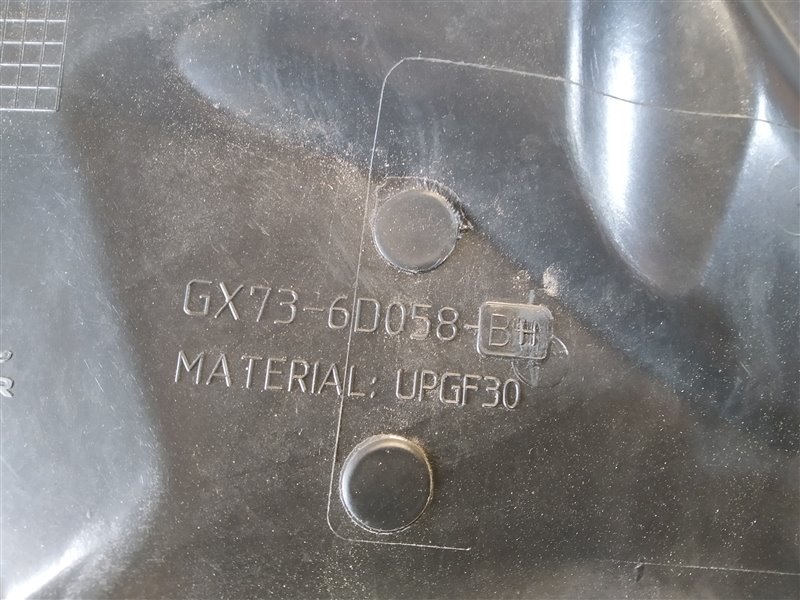 GX73-6D058-BH
MATERIAL: UPGF30